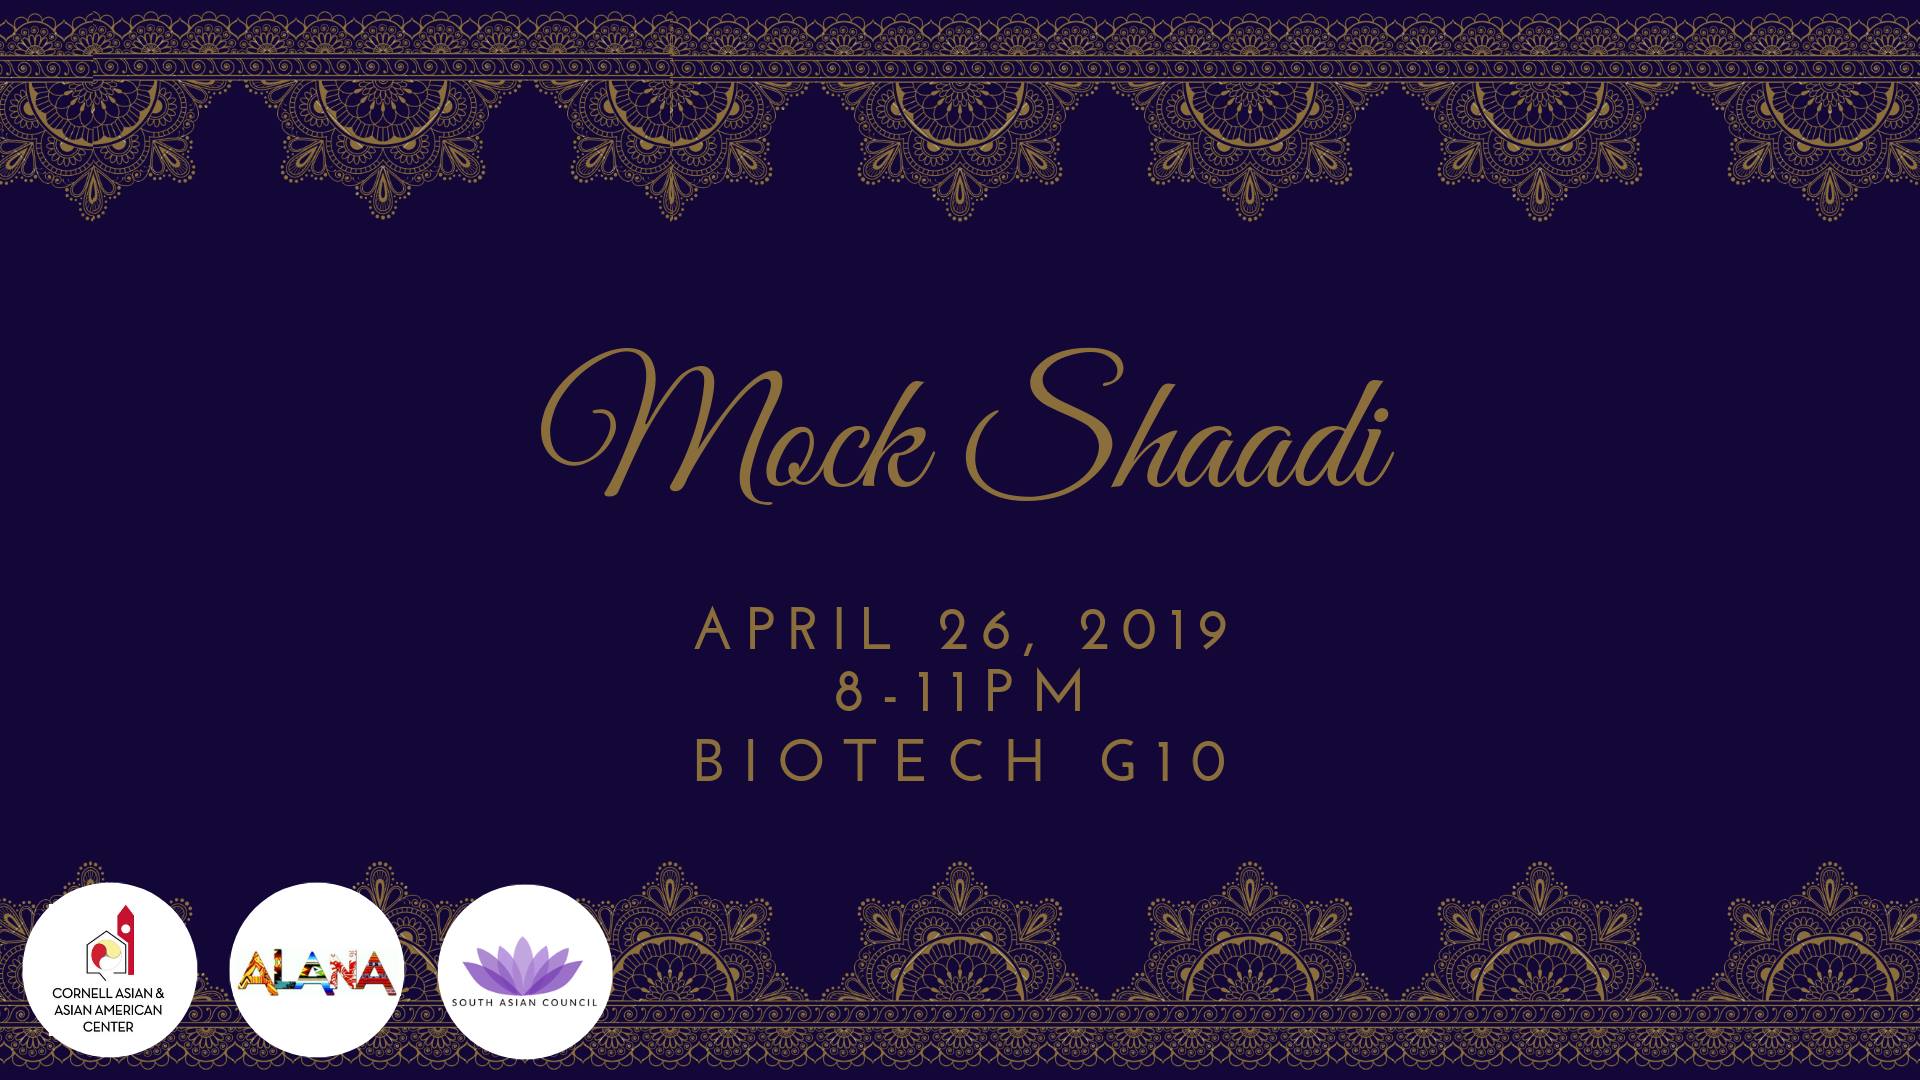 Mock Shaadi
APRIL 26, 2019
8-11PM
BIOTECH G10
CORNELL ASIAN &
ASIAN AMERICAN
CENTER
ALANA
SOUTH ASIAN COUNCIL